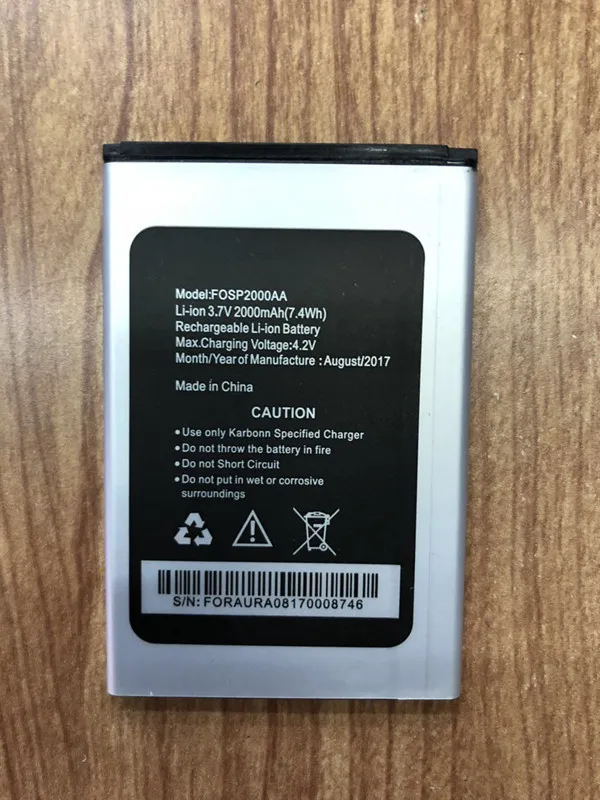 Model:FOSP2000AA
Li-ion 3.7V 2000mAh(7.4Wh)
Rechargeable Li-ion Battery
Max.Charging Voltage:4.2V
Month/Year of Manufacture : August/2017
Made in China
CAUTION
• Use only Karbonn Specified Charger
• Do not throw the battery in fire
• Do not Short Circuit
• Do not put in wet or corrosive
surroundings
S/N: FORAURA08170008746